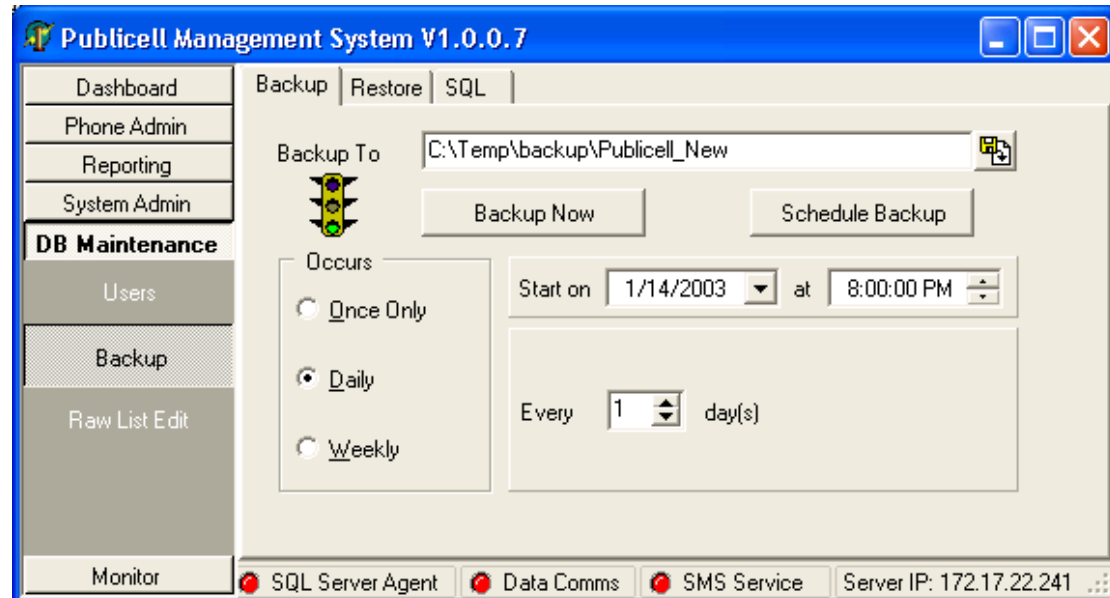 Publicell Management System V1.0.0.7
Dashboard
Phone Admin
Reporting
System Admin
DB Maintenance
Users
Backup
Raw List Edit
Monitor
Backup Restore SQL
Backup To C:\Temp\backup\Publicell_New
Backup Now Schedule Backup
Occurs
Once Only
Daily
Weekly
Start on 1/14/2003 at 8:00:00 PM
Every 1 day(s)
SQL Server Agent Data Comms SMS Service Server IP: 172.17.22.241